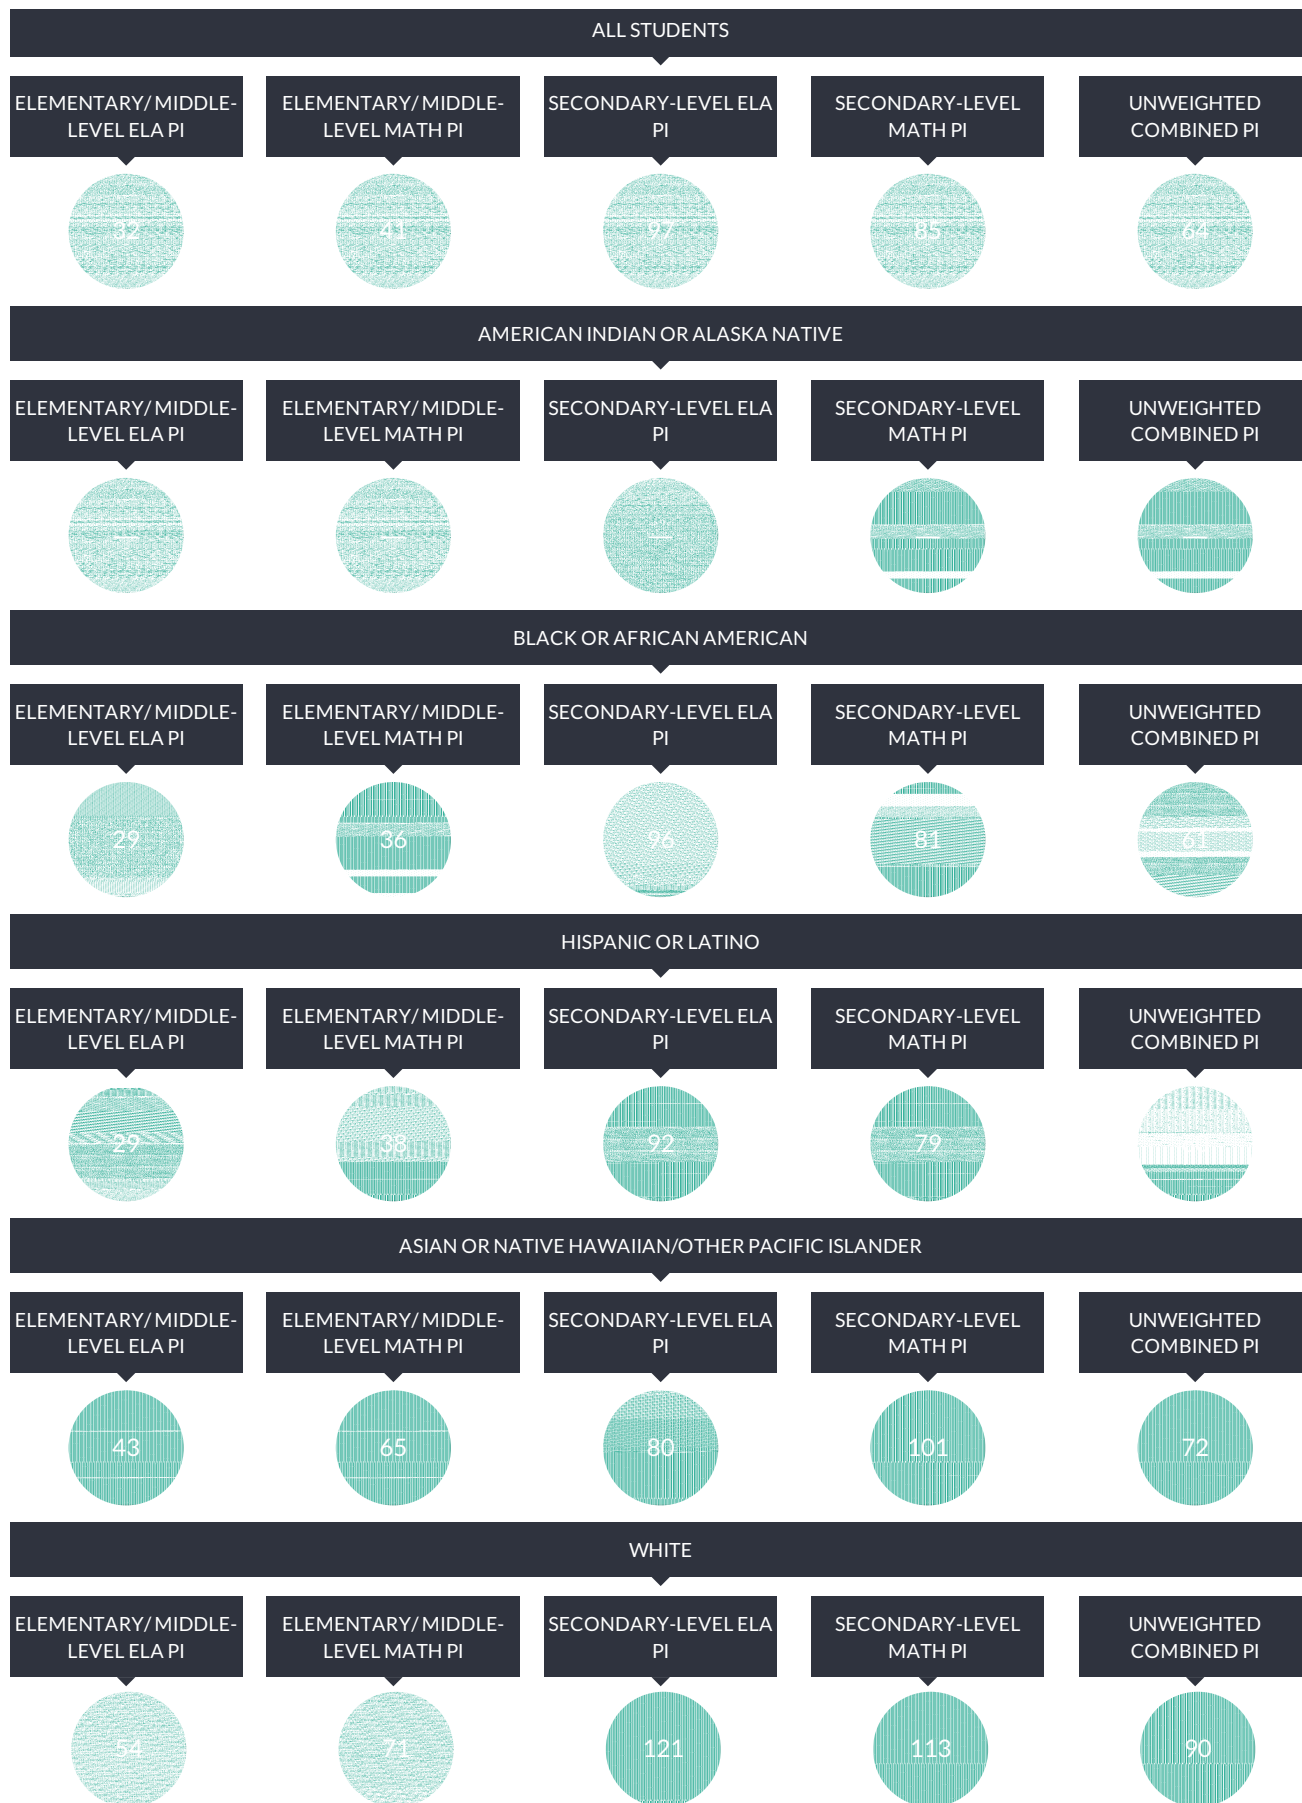 ALL STUDENTS
ELEMENTARY/ MIDDLE-
LEVEL ELA PI
ELEMENTARY/ MIDDLE-
LEVEL MATH PI
SECONDARY-LEVEL ELA
PI
SECONDARY-LEVEL
MATH PI
UNWEIGHTED
COMBINED PI
32
41
97
85
64
AMERICAN INDIAN OR ALASKA NATIVE
ELEMENTARY/ MIDDLE-
LEVEL ELA PI
ELEMENTARY/ MIDDLE-
LEVEL MATH PI
SECONDARY-LEVEL ELA
PI
SECONDARY-LEVEL
MATH PI
UNWEIGHTED
COMBINED PI
—
—
—
—
—
BLACK OR AFRICAN AMERICAN
ELEMENTARY/ MIDDLE-
LEVEL ELA PI
ELEMENTARY/ MIDDLE-
LEVEL MATH PI
SECONDARY-LEVEL ELA
PI
SECONDARY-LEVEL
MATH PI
UNWEIGHTED
COMBINED PI
29
36
96
81
61
HISPANIC OR LATINO
ELEMENTARY/ MIDDLE-
LEVEL ELA PI
ELEMENTARY/ MIDDLE-
LEVEL MATH PI
SECONDARY-LEVEL ELA
PI
SECONDARY-LEVEL
MATH PI
UNWEIGHTED
COMBINED PI
29
38
92
79
ASIAN OR NATIVE HAWAIIAN/OTHER PACIFIC ISLANDER
ELEMENTARY/ MIDDLE-
LEVEL ELA PI
ELEMENTARY/ MIDDLE-
LEVEL MATH PI
SECONDARY-LEVEL ELA
PI
SECONDARY-LEVEL
MATH PI
UNWEIGHTED
COMBINED PI
43
65
80
101
72
WHITE
ELEMENTARY/ MIDDLE-
LEVEL ELA PI
ELEMENTARY/ MIDDLE-
LEVEL MATH PI
SECONDARY-LEVEL ELA
PI
SECONDARY-LEVEL
MATH PI
UNWEIGHTED
COMBINED PI
54
71
121
113
90